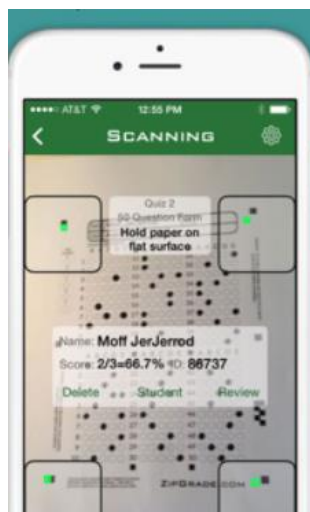 AT&T 12:55 PM
SCANNING
Quiz 2
50 Question Form
Hold paper on
flat surface
Name: Moff JerJerrod
Score: 2/3=66.7% ID: 86737
Delete Student Review
ZIPGRADE.COM